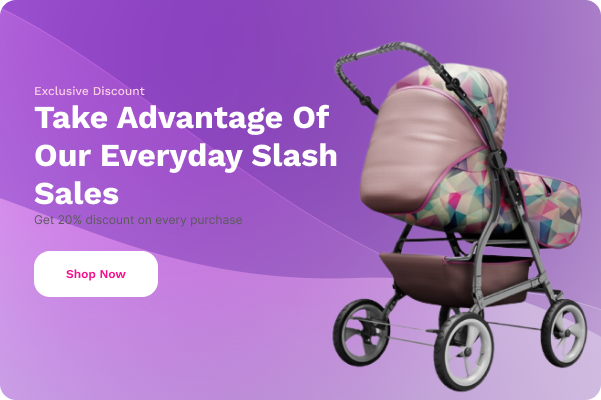 Exclusive Discount
Take Advantage Of
Our Everyday Slash
Sales
Get 20% discount on every purchase
Shop Now